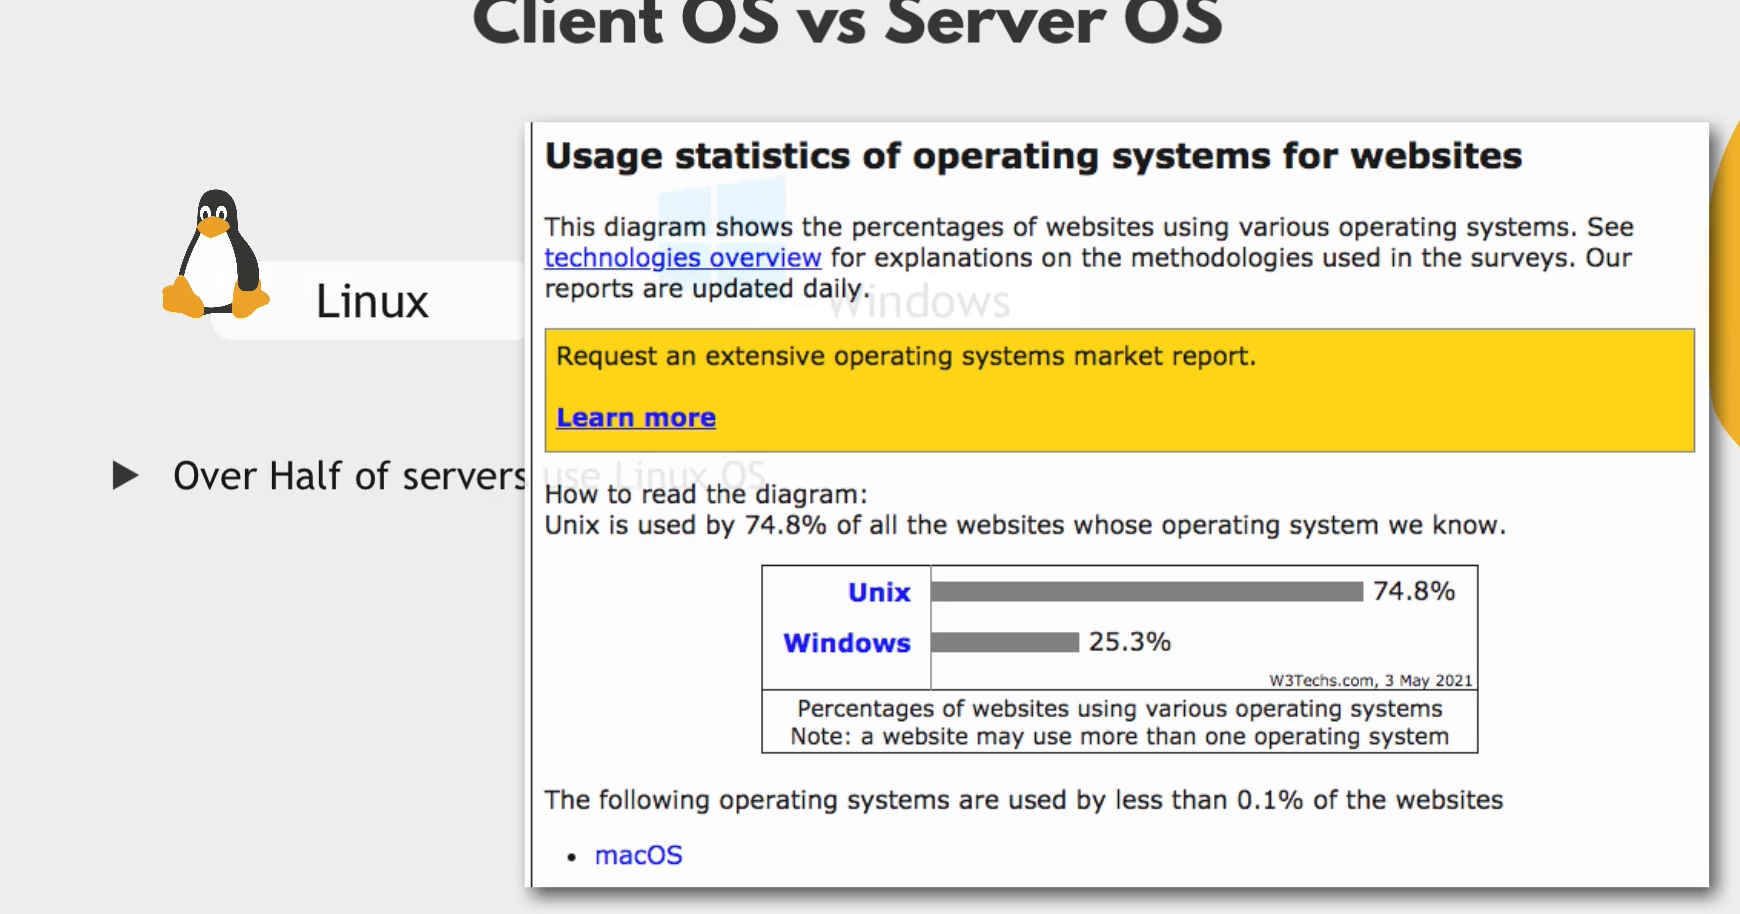 Client OS vs Server OS
Linux
Windows
Over Half of servers use Linux OS
Usage statistics of operating systems for websites
This diagram shows the percentages of websites using various operating systems. See
technologies overview for explanations on the methodologies used in the surveys. Our
reports are updated daily.
Request an extensive operating systems market report.
Learn more
How to read the diagram:
Unix is used by 74.8% of all the websites whose operating system we know.
Unix 74.8%
Windows 25.3%
W3Techs.com, 3 May 2021
Percentages of websites using various operating systems
Note: a website may use more than one operating system
The following operating systems are used by less than 0.1% of the websites
• macOS